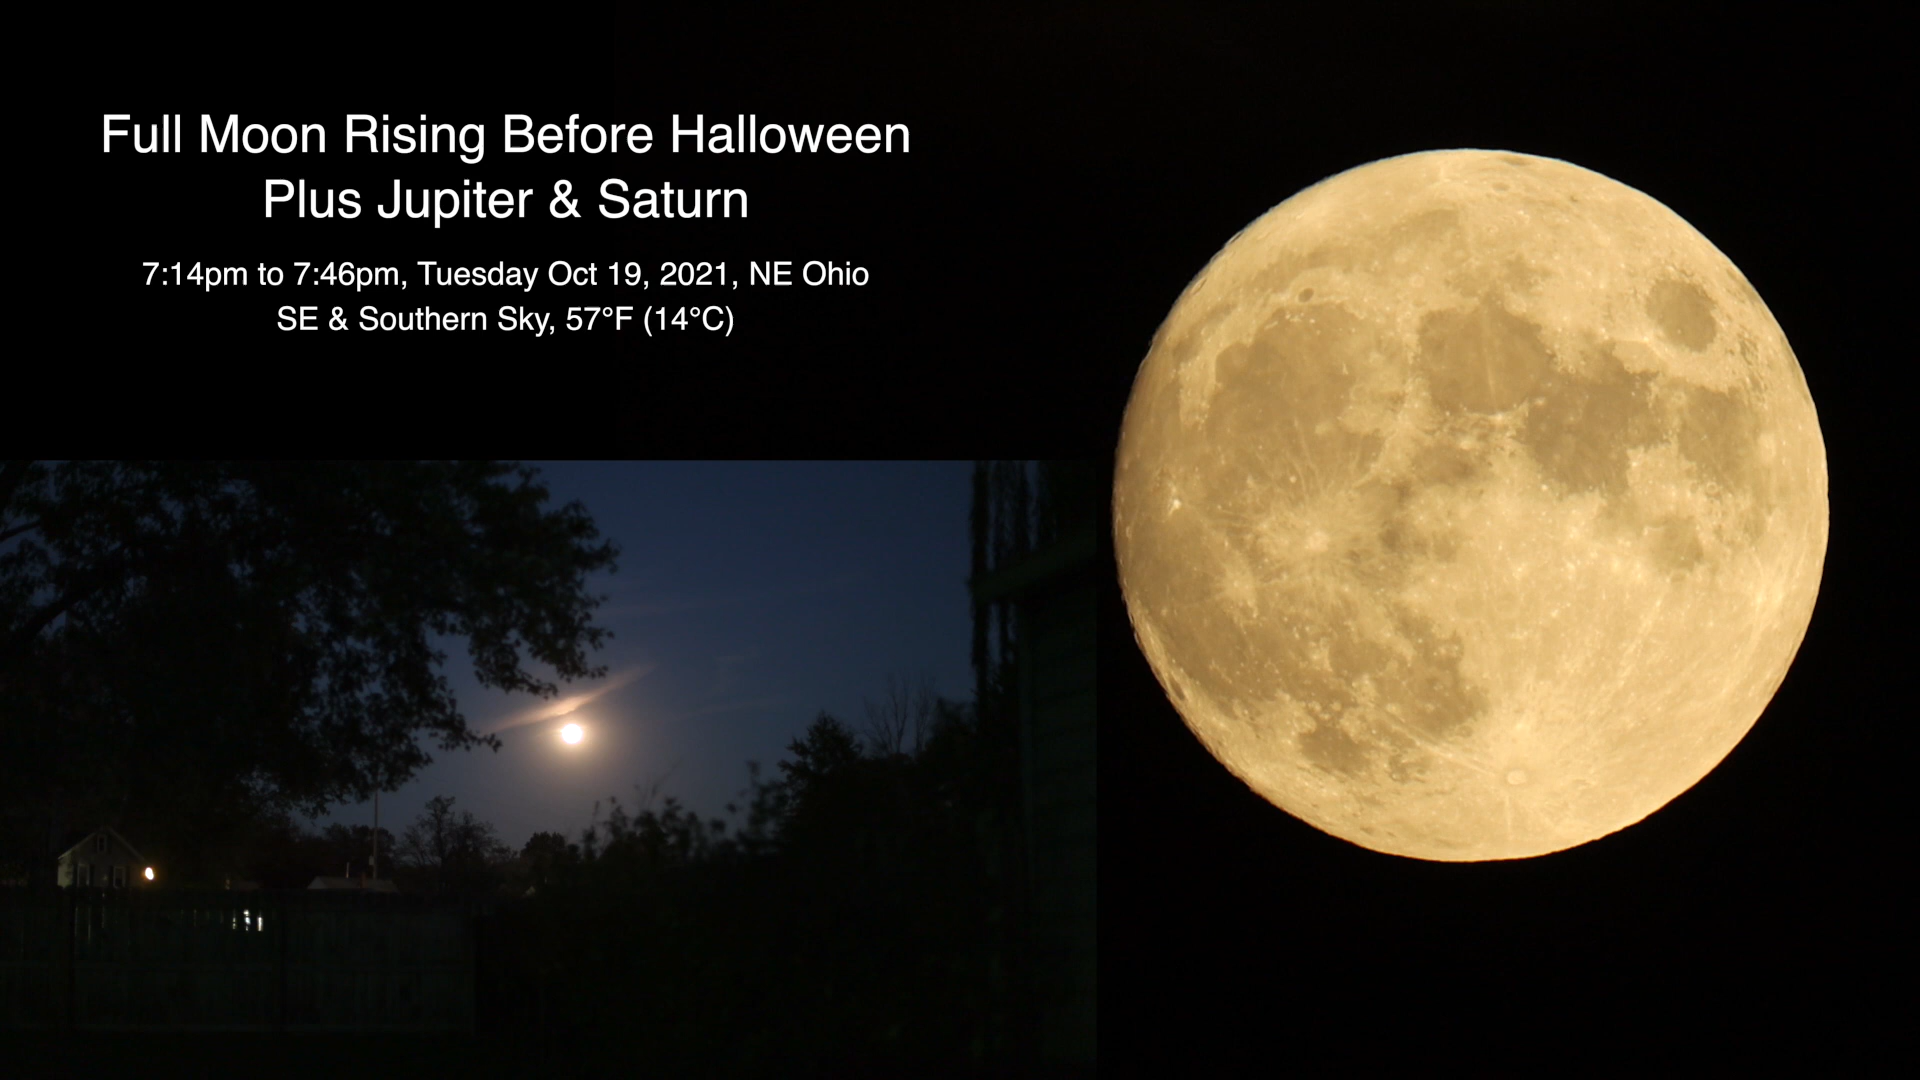 Full Moon Rising Before Halloween
Plus Jupiter & Saturn
7:14pm to 7:46pm, Tuesday Oct 19, 2021, NE Ohio
SE & Southern Sky, 57°F (14°C)